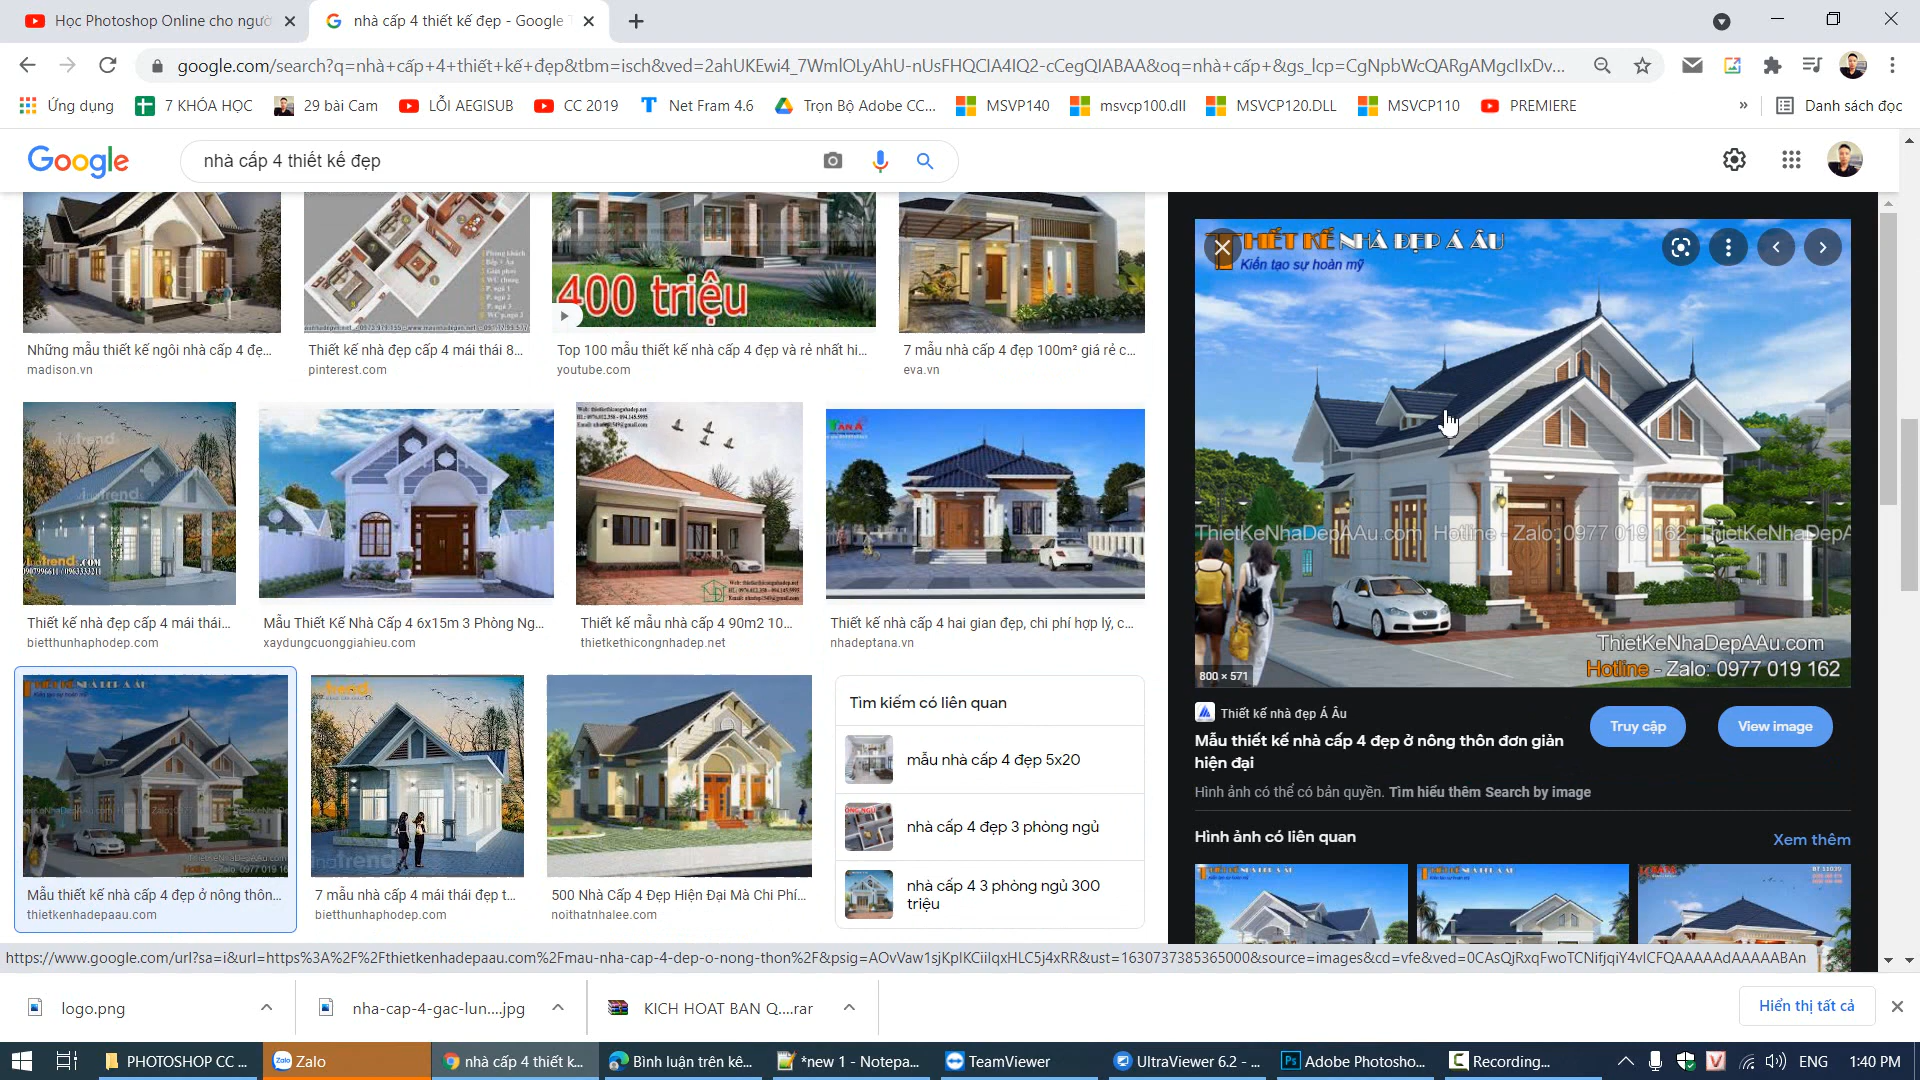 Học Photoshop Online cho ngườ
nhà cấp 4 thiết kế đẹp - Google T
google.com/search?q=nhà+cấp+4+thiết+kế+đẹp&tbm=isch&ved=2ahUKEwi4_7WmlOLyAhU-nUsFHQCIA4IQ2-cCegQIABAA&oq=nhà+cấp+&gs_lcp=CgNpbWcQARgAMgcIIxDv...
Ứng dụng
7 KHÓA HỌC
29 bài Cam
LỖI AEGISUB
CC 2019
Net Fram 4.6
Trọn Bộ Adobe CC...
MSVP140
msvcp100.dll
MSVCP120.DLL
MSVCP110
PREMIERE
»
Danh sách đọc
Google
nhà cấp 4 thiết kế đẹp
400 triệu
Những mẫu thiết kế ngôi nhà cấp 4 đẹ...
madison.vn
Thiết kế nhà đẹp cấp 4 mái thái 8...
pinterest.com
Top 100 mẫu thiết kế nhà cấp 4 đẹp và rẻ nhất hi...
youtube.com
7 mẫu nhà cấp 4 đẹp 100m² giá rẻ c...
eva.vn
Thiết kế nhà đẹp cấp 4 mái thái...
bietthunhaphodep.com
Mẫu Thiết Kế Nhà Cấp 4 6x15m 3 Phòng Ng...
xaydungcuonggiahieu.com
Thiết kế mẫu nhà cấp 4 90m2 10...
thietkethicongnhadep.net
Thiết kế nhà cấp 4 hai gian đẹp, chi phí hợp lý, c...
nhadeptana.vn
Mẫu thiết kế nhà cấp 4 đẹp ở nông thôn...
thietkenhadepaau.com
7 mẫu nhà cấp 4 mái thái đẹp t...
bietthunhaphodep.com
500 Nhà Cấp 4 Đẹp Hiện Đại Mà Chi Phí...
noithatnhalee.com
Tìm kiếm có liên quan
mẫu nhà cấp 4 đẹp 5x20
nhà cấp 4 đẹp 3 phòng ngủ
nhà cấp 4 3 phòng ngủ 300
triệu
THIẾT KẾ NHÀ ĐẸP Á ÂU
Kiến tạo sự hoàn mỹ
ThietKeNhaDepAAu.com Hotline - Zalo: 0977 019 162 ThietKeNhaDepA
ThietKeNhaDepAAu.com
Hotline - Zalo: 0977 019 162
800 × 571
Thiết kế nhà đẹp Á Âu
Mẫu thiết kế nhà cấp 4 đẹp ở nông thôn đơn giản
hiện đại
Truy cập
View image
Hình ảnh có thể có bản quyền. Tìm hiểu thêm Search by image
Hình ảnh có liên quan
Xem thêm
https://www.google.com/url?sa=i&url=https%3A%2F%2Fthietkenhadepaau.com%2Fmau-nha-cap-4-dep-o-nong-thon%2F&psig=AOvVaw1sjKpIKCiilqxHLC5j4xRR&ust=1630737385365000&source=images&cd=vfe&ved=0CAsQjRxqFwoTCNifjqiY4vICFQAAAAAdAAAAABAn
logo.png
nha-cap-4-gac-lun....jpg
KICH HOAT BAN Q....rar
Hiển thị tất cả
PHOTOSHOP CC ...
Zalo
nhà cấp 4 thiết k...
Bình luận trên kê...
*new 1 - Notepa...
TeamViewer
UltraViewer 6.2 - ...
Adobe Photosho...
Recording...
ENG
1:40 PM